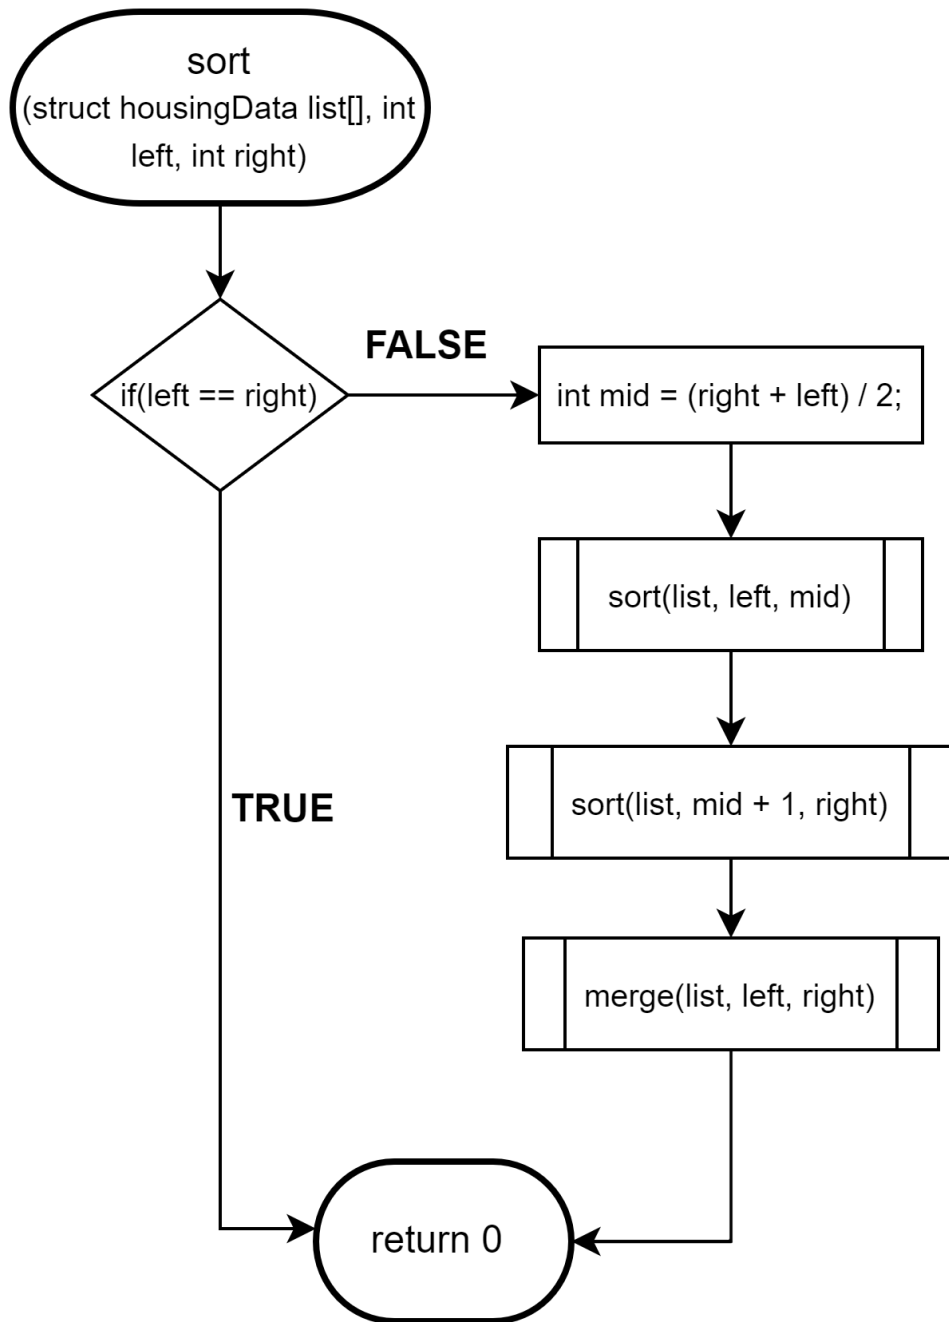 sort
(struct housingData list[], int
left, int right)
if(left == right)
FALSE
int mid = (right + left) / 2;
sort(list, left, mid)
TRUE
sort(list, mid + 1, right)
merge(list, left, right)
return 0